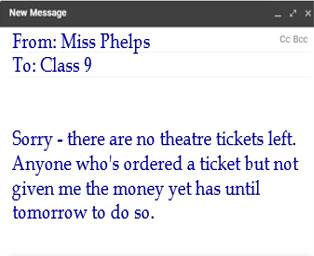 New Message
From: Miss Phelps
Cc Bcc
To: Class 9
Sorry - there are no theatre tickets left.
Anyone who's ordered a ticket but not
given me the money yet has until
tomorrow to do so.